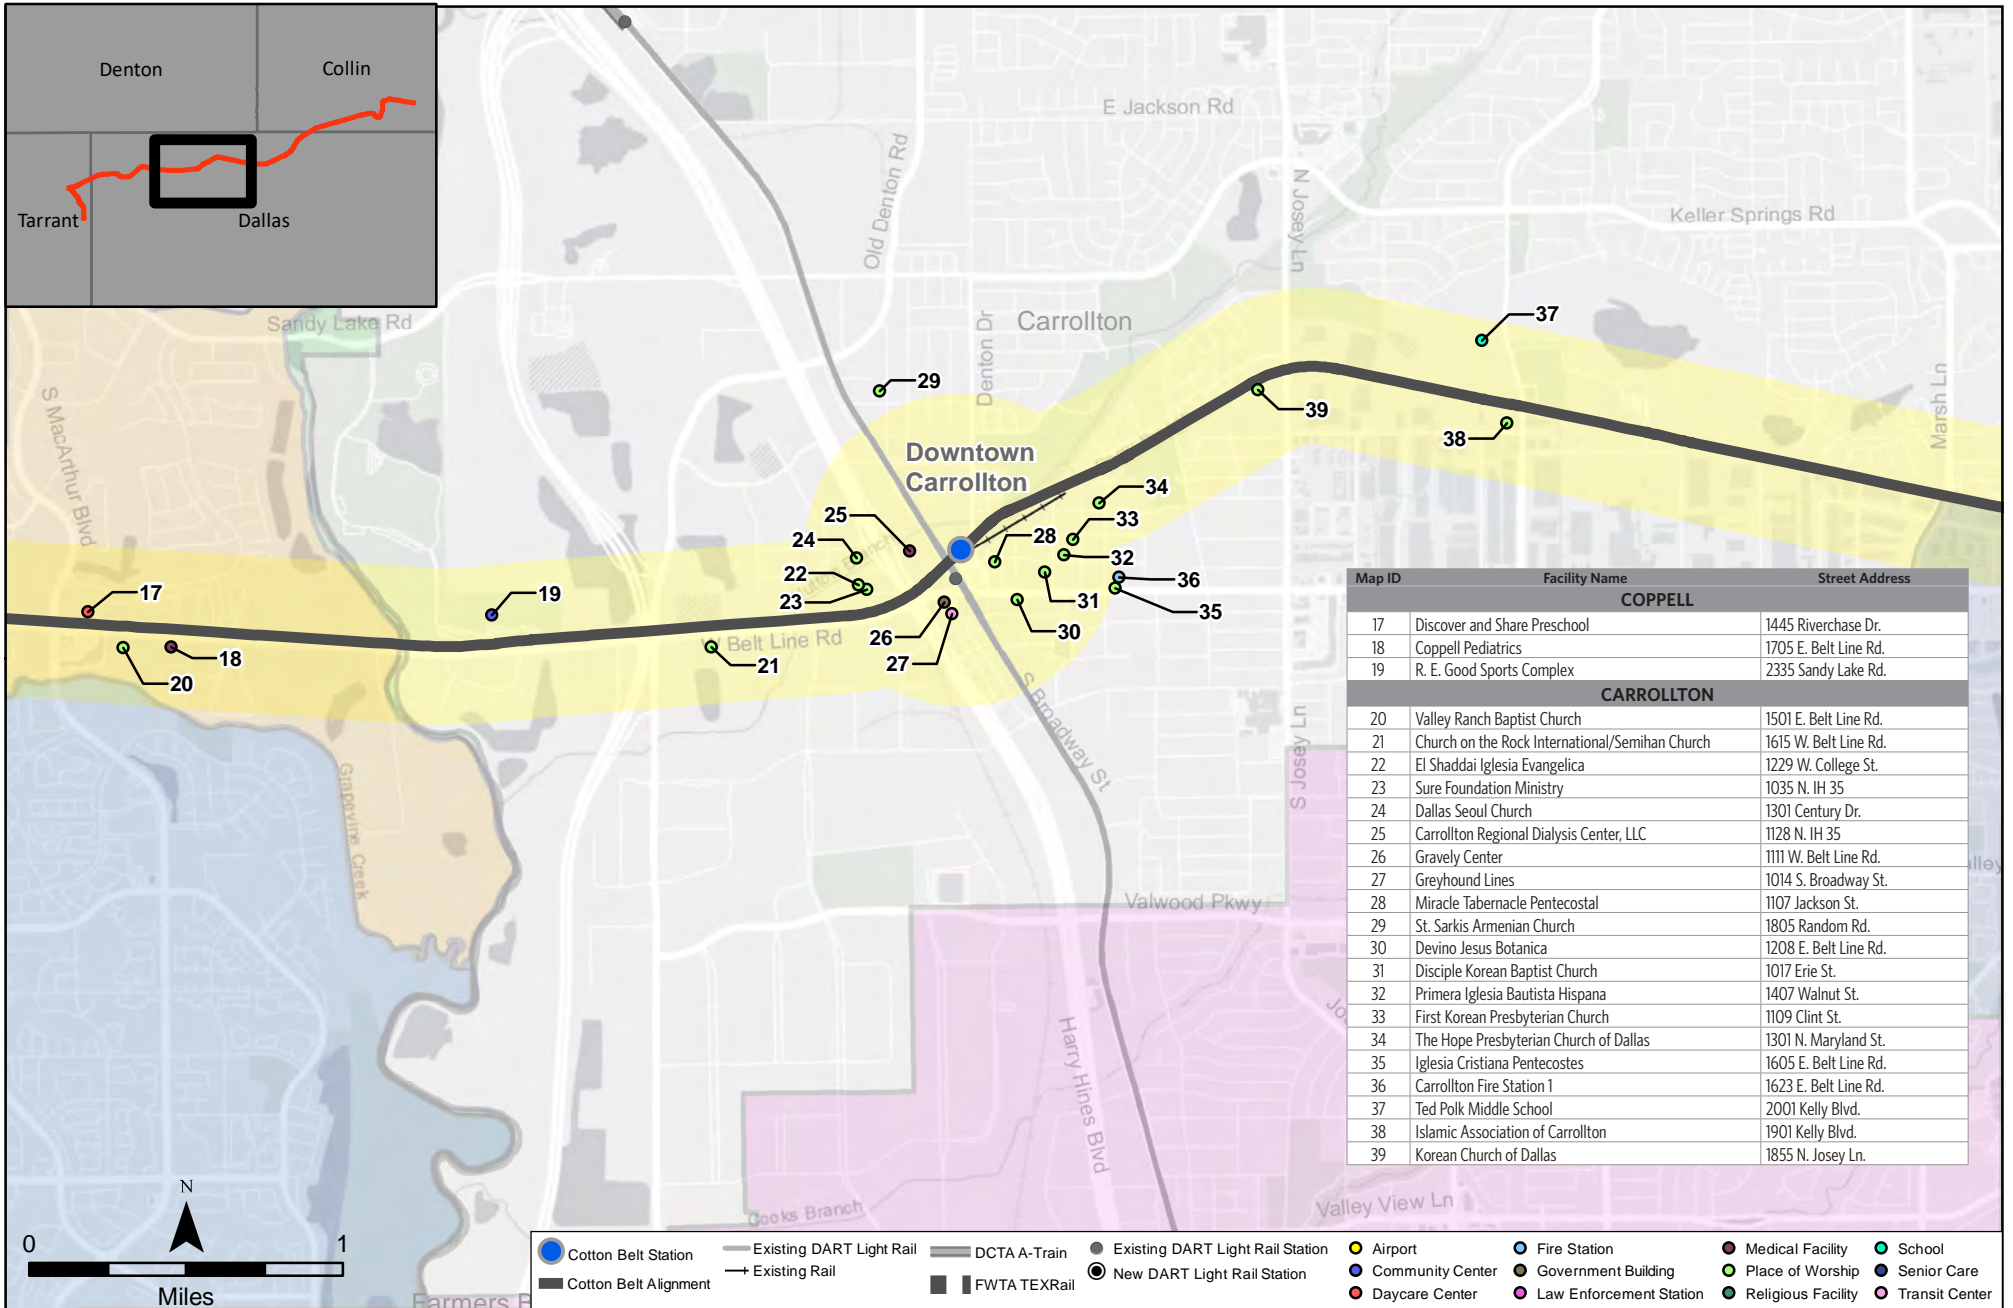 Denton
Collin
Tarrant
Dallas
E Jackson Rd
Old Denton Rd
N Josey Ln
Keller Springs Rd
Sandy Lake Rd
Denton Dr
Carrollton
37
29
39
S MacArthur Blvd
Marsh Ln
38
Downtown
Carrollton
34
25
33
24
28
32
22
36
17
19
23
31
35
26
30
W Belt Line Rd
18
21
27
20
S Broadway St
S Josey Ln
Grapevine Creek
Valwood Pkwy
Harry Hines Blvd
Cooks Branch
Valley View Ln
Map ID Facility Name Street Address
COPPELL
17 Discover and Share Preschool 1445 Riverchase Dr.
18 Coppell Pediatrics 1705 E. Belt Line Rd.
19 R. E. Good Sports Complex 2335 Sandy Lake Rd.
CARROLLTON
20 Valley Ranch Baptist Church 1501 E. Belt Line Rd.
21 Church on the Rock International/Semihan Church 1615 W. Belt Line Rd.
22 El Shaddai Iglesia Evangelica 1229 W. College St.
23 Sure Foundation Ministry 1035 N. IH 35
24 Dallas Seoul Church 1301 Century Dr.
25 Carrollton Regional Dialysis Center, LLC 1128 N. IH 35
26 Gravely Center 1111 W. Belt Line Rd.
27 Greyhound Lines 1014 S. Broadway St.
28 Miracle Tabernacle Pentecostal 1107 Jackson St.
29 St. Sarkis Armenian Church 1805 Random Rd.
30 Devino Jesus Botanica 1208 E. Belt Line Rd.
31 Disciple Korean Baptist Church 1017 Erie St.
32 Primera Iglesia Bautista Hispana 1407 Walnut St.
33 First Korean Presbyterian Church 1109 Clint St.
34 The Hope Presbyterian Church of Dallas 1301 N. Maryland St.
35 Iglesia Cristiana Pentecostes 1605 E. Belt Line Rd.
36 Carrollton Fire Station 1 1623 E. Belt Line Rd.
37 Ted Polk Middle School 2001 Kelly Blvd.
38 Islamic Association of Carrollton 1901 Kelly Blvd.
39 Korean Church of Dallas 1855 N. Josey Ln.
N
0 1
Miles
Farmers B
Cotton Belt Station
Cotton Belt Alignment
Existing DART Light Rail
Existing Rail
DCTA A-Train
FWTA TEXRail
Existing DART Light Rail Station
New DART Light Rail Station
Airport
Community Center
Daycare Center
Fire Station
Government Building
Law Enforcement Station
Medical Facility
Place of Worship
Religious Facility
School
Senior Care
Transit Center